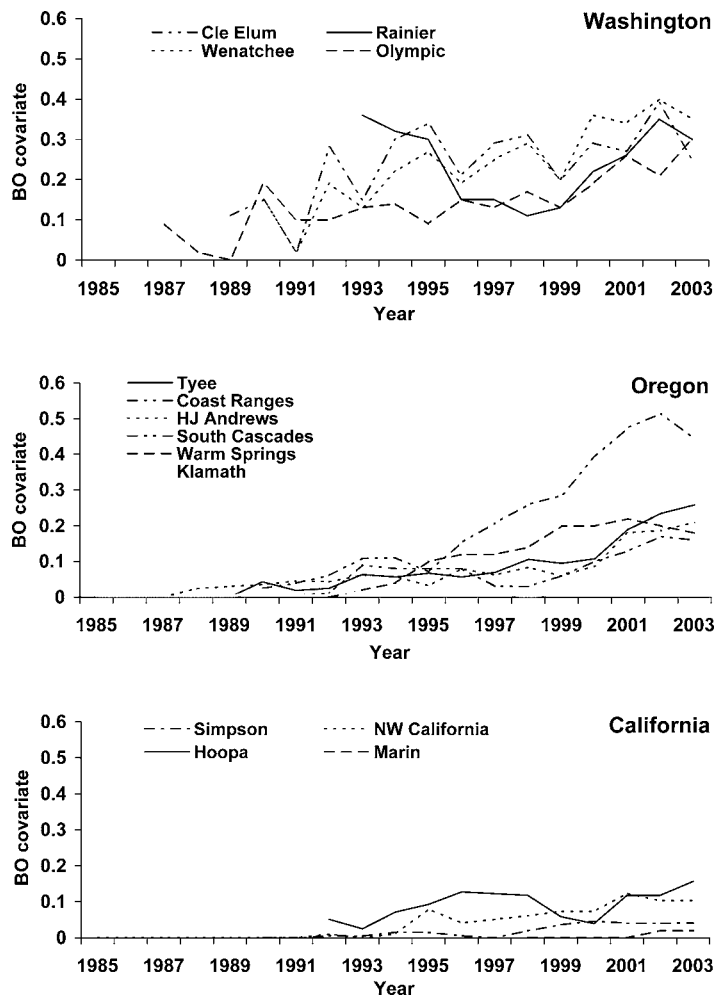 Washington
Cle Elum Rainier
Wenatchee Olympic
BO covariate
0.6
0.5
0.4
0.3
0.2
0.1
0
1985 1987 1989 1991 1993 1995 1997 1999 2001 2003
Year
Oregon
Tyee
Coast Ranges
HJ Andrews
South Cascades
Warm Springs
Klamath
BO covariate
0.6
0.5
0.4
0.3
0.2
0.1
0
1985 1987 1989 1991 1993 1995 1997 1999 2001 2003
Year
California
Simpson NW California
Hoopa Marin
BO covariate
0.6
0.5
0.4
0.3
0.2
0.1
0
1985 1987 1989 1991 1993 1995 1997 1999 2001 2003
Year